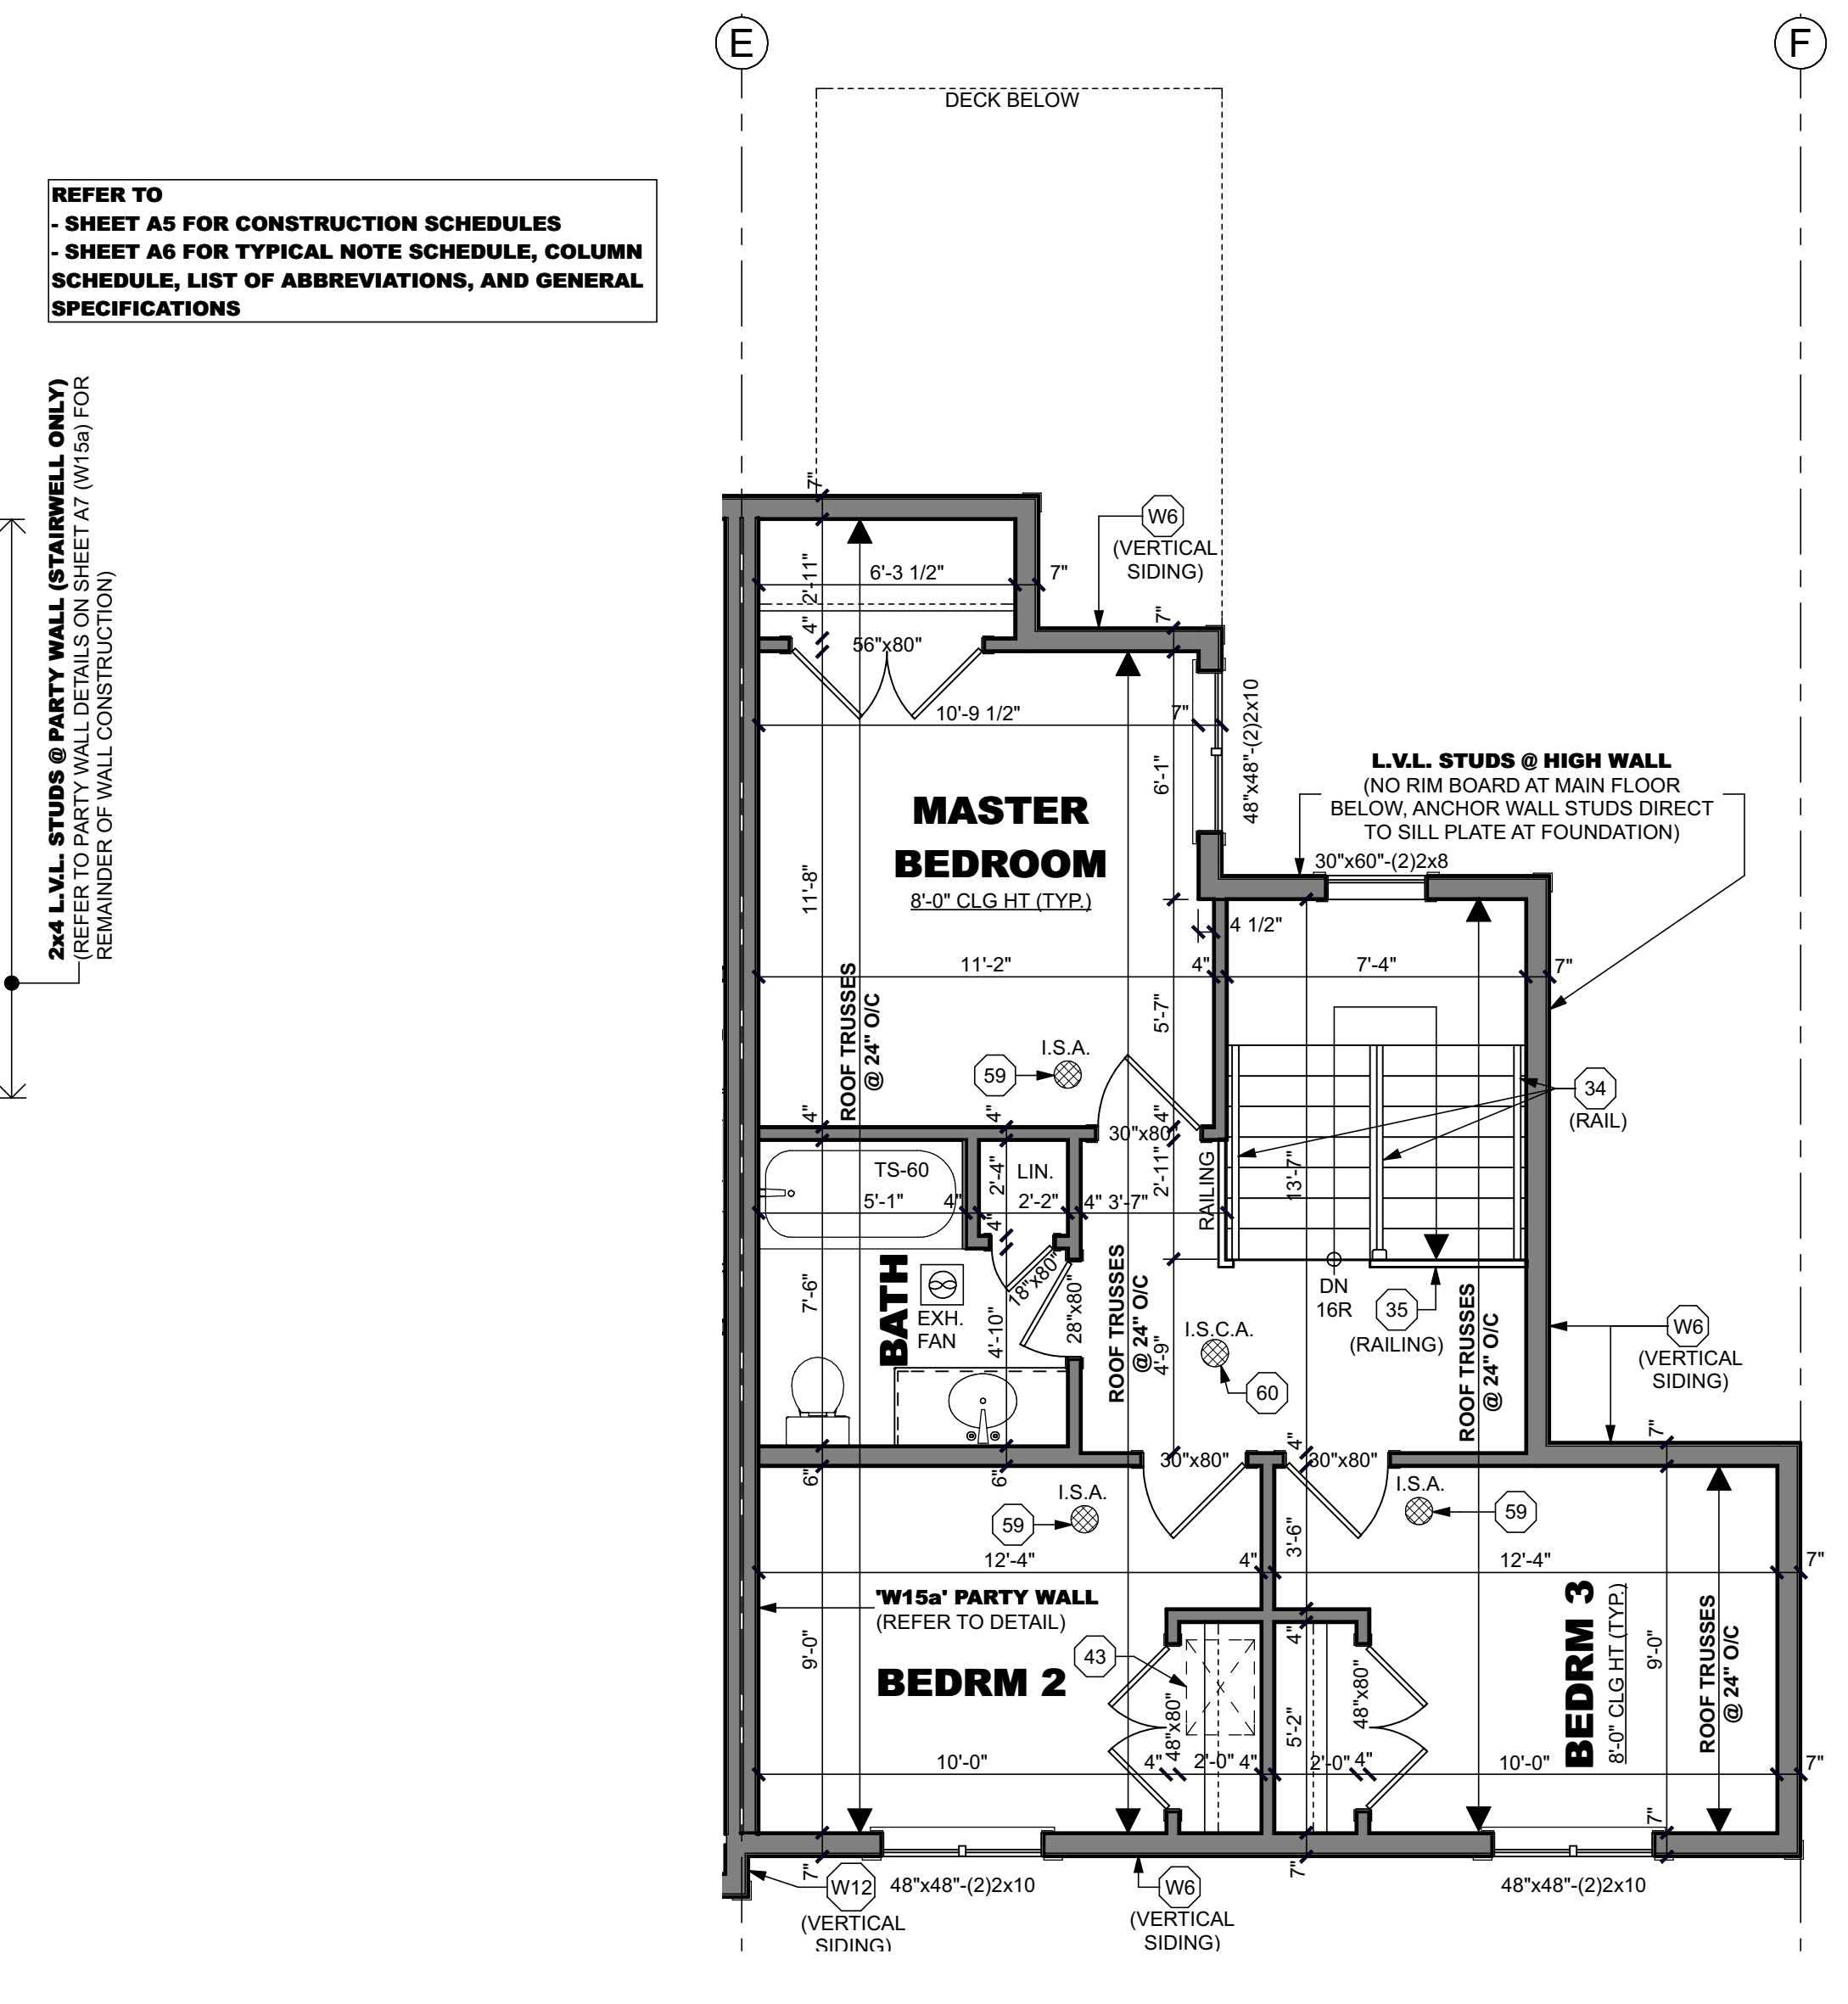 E
F
DECK BELOW
REFER TO
- SHEET A5 FOR CONSTRUCTION SCHEDULES
- SHEET A6 FOR TYPICAL NOTE SCHEDULE, COLUMN
SCHEDULE, LIST OF ABBREVIATIONS, AND GENERAL
SPECIFICATIONS
2x4 L.V.L. STUDS @ PARTY WALL (STAIRWELL ONLY)
(REFER TO PARTY WALL DETAILS ON SHEET A7 (W15a) FOR
REMAINDER OF WALL CONSTRUCTION)
7"
W6
(VERTICAL
SIDING)
2'-11"
6'-3 1/2"
7"
4"
56"x80"
7"
10'-9 1/2"
7"
6'-1"
48"x48"-(2)2x10
MASTER
BEDROOM
8'-0" CLG HT (TYP.)
11'-8"
L.V.L. STUDS @ HIGH WALL
(NO RIM BOARD AT MAIN FLOOR
BELOW, ANCHOR WALL STUDS DIRECT
TO SILL PLATE AT FOUNDATION)
30"x60"-(2)2x8
4 1/2"
11'-2"
4"
7'-4"
7"
ROOF TRUSSES
@ 24" O/C
5'-7"
I.S.A.
59
34
(RAIL)
4"
4"
4"
30"x80"
TS-60
5'-1"
4"
2'-4"
LIN.
2'-2"
4"
3'-7"
2'-11"
RAILING
13'-7"
4"
18"x80"
28"x80"
BATH
EXH.
FAN
7'-6"
4'-10"
ROOF TRUSSES
@ 24" O/C
4'-9"
I.S.C.A.
60
DN
16R
35
(RAILING)
ROOF TRUSSES
@ 24" O/C
W6
(VERTICAL
SIDING)
7"
6"
6"
30"x80"
4"
30"x80"
I.S.A.
59
I.S.A.
59
12'-4"
4"
3'-6"
12'-4"
7"
'W15a' PARTY WALL
(REFER TO DETAIL)
9'-0"
BEDRM 2
43
48"x80"
4"
5'-2"
48"x80"
BEDRM 3
8'-0" CLG HT (TYP.)
9'-0"
ROOF TRUSSES
@ 24" O/C
10'-0"
4"
2'-0"
4"
2'-0"
4"
10'-0"
7"
7"
7"
7"
W12
(VERTICAL
SIDING)
48"x48"-(2)2x10
W6
(VERTICAL
SIDING)
48"x48"-(2)2x10